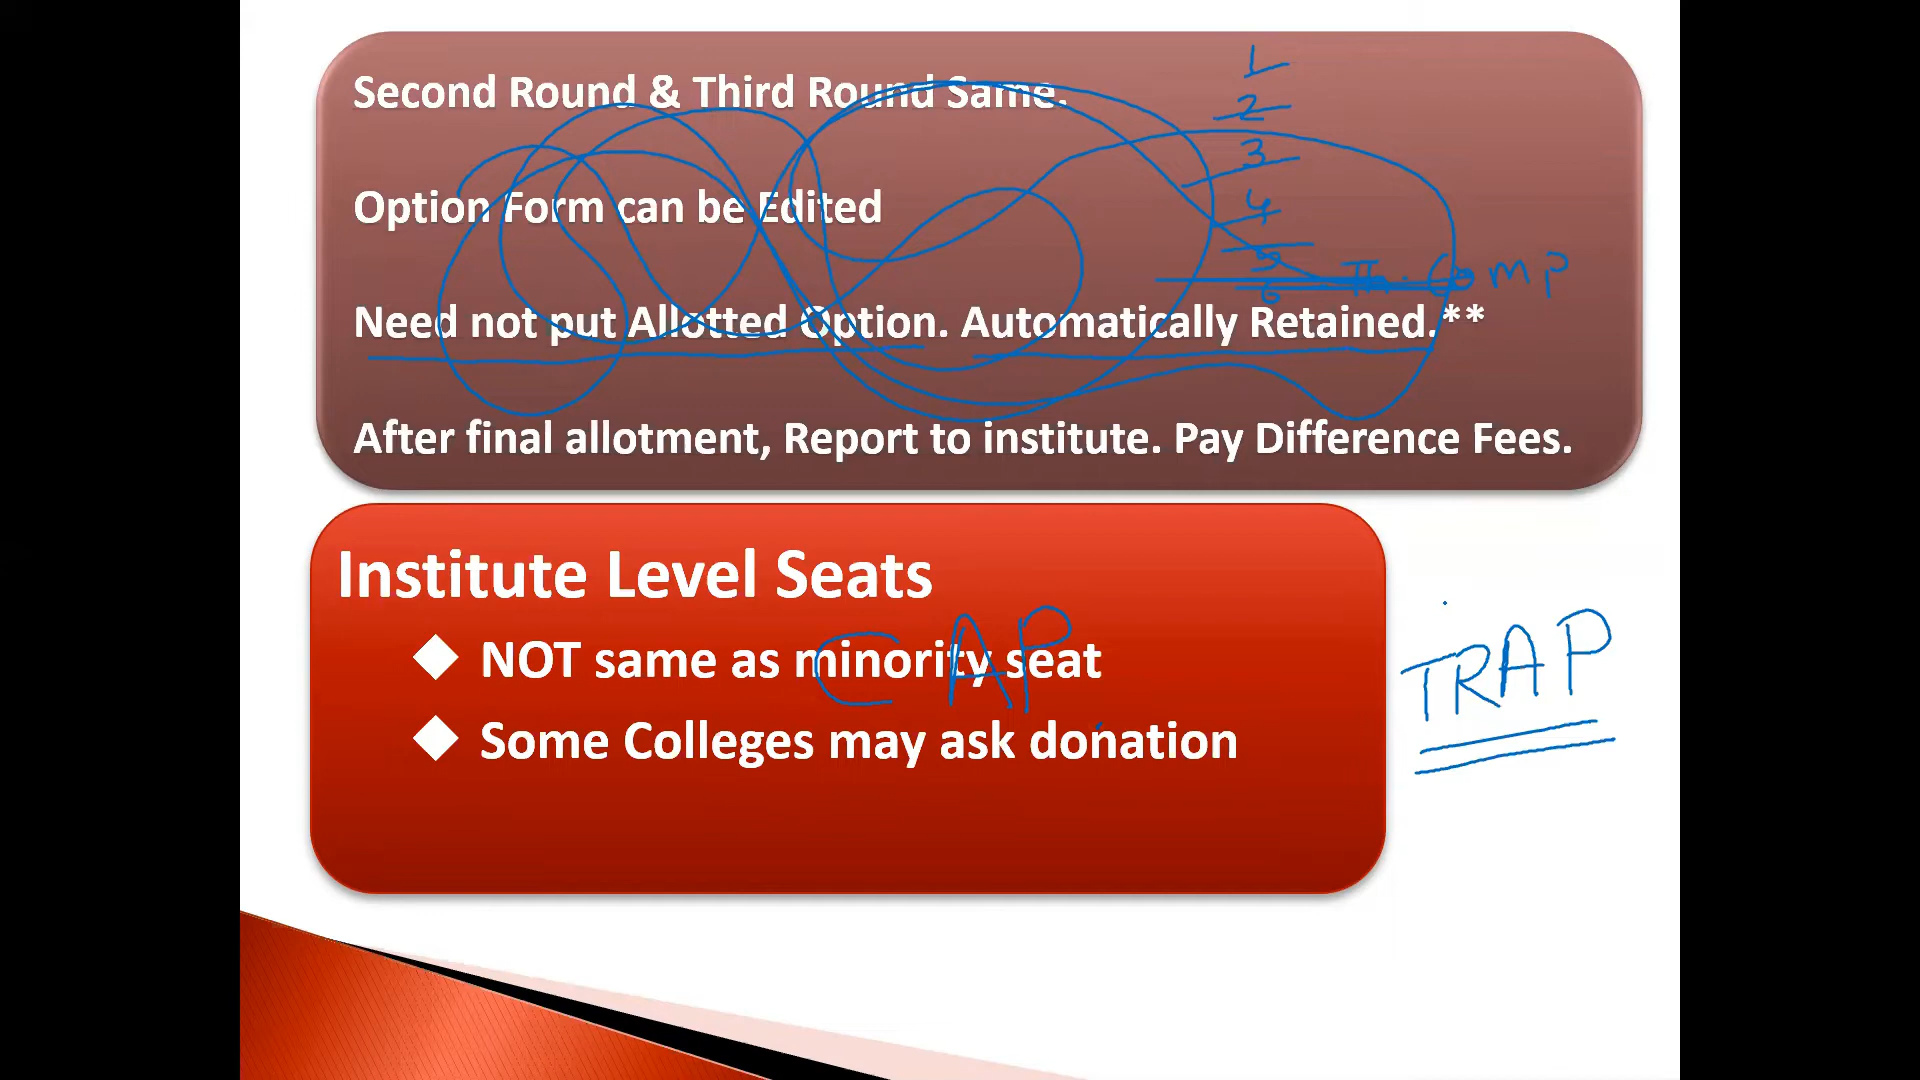 Second Round & Third Round Same.
1
2
3
Option Form can be Edited
4
5
6
Comp
Need not put Allotted Option. Automatically Retained.**
After final allotment, Report to institute. Pay Difference Fees.
Institute Level Seats
NOT same as minority seat
CAP
TRAP
Some Colleges may ask donation